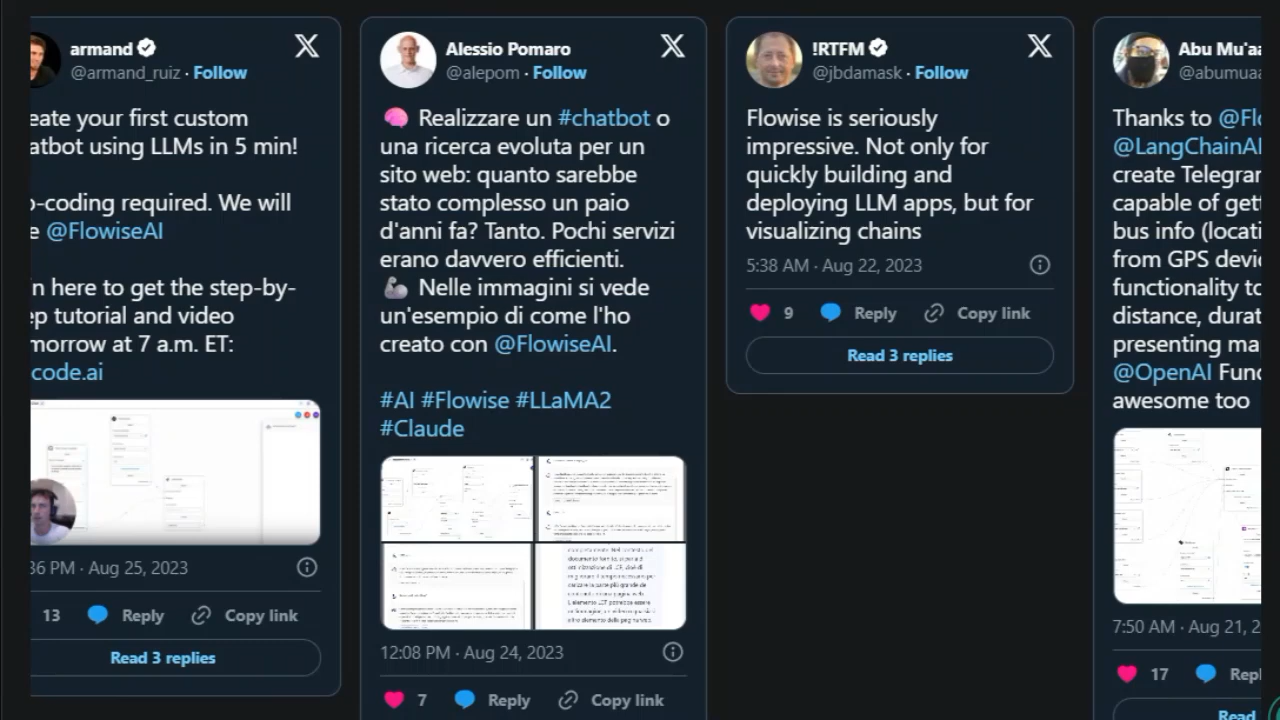 armand
@armand_ruiz · Follow
eate your first custom
atbot using LLMs in 5 min!
o-coding required. We will
e @FlowiseAI
n here to get the step-by-
ep tutorial and video
morrow at 7 a.m. ET:
code.ai
36 PM · Aug 25, 2023
13 Reply Copy link
Read 3 replies
Alessio Pomaro
@alepom · Follow
🧠 Realizzare un #chatbot o
una ricerca evoluta per un
sito web: quanto sarebbe
stato complesso un paio
d'anni fa? Tanto. Pochi servizi
erano davvero efficienti.
🦾 Nelle immagini si vede
un'esempio di come l'ho
creato con @FlowiseAI.
#AI #Flowise #LLaMA2
#Claude
12:08 PM · Aug 24, 2023
7 Reply Copy link
!RTFM
@jbdamask · Follow
Flowise is seriously
impressive. Not only for
quickly building and
deploying LLM apps, but for
visualizing chains
5:38 AM · Aug 22, 2023
9 Reply Copy link
Read 3 replies
Abu Mu'aa
@abumuaa
Thanks to @Flo
@LangChainAI
create Telegran
capable of gett
bus info (locati
from GPS devic
functionality to
distance, durat
presenting ma
@OpenAI Func
awesome too
7:50 AM · Aug 21, 2
17 Repl
Read